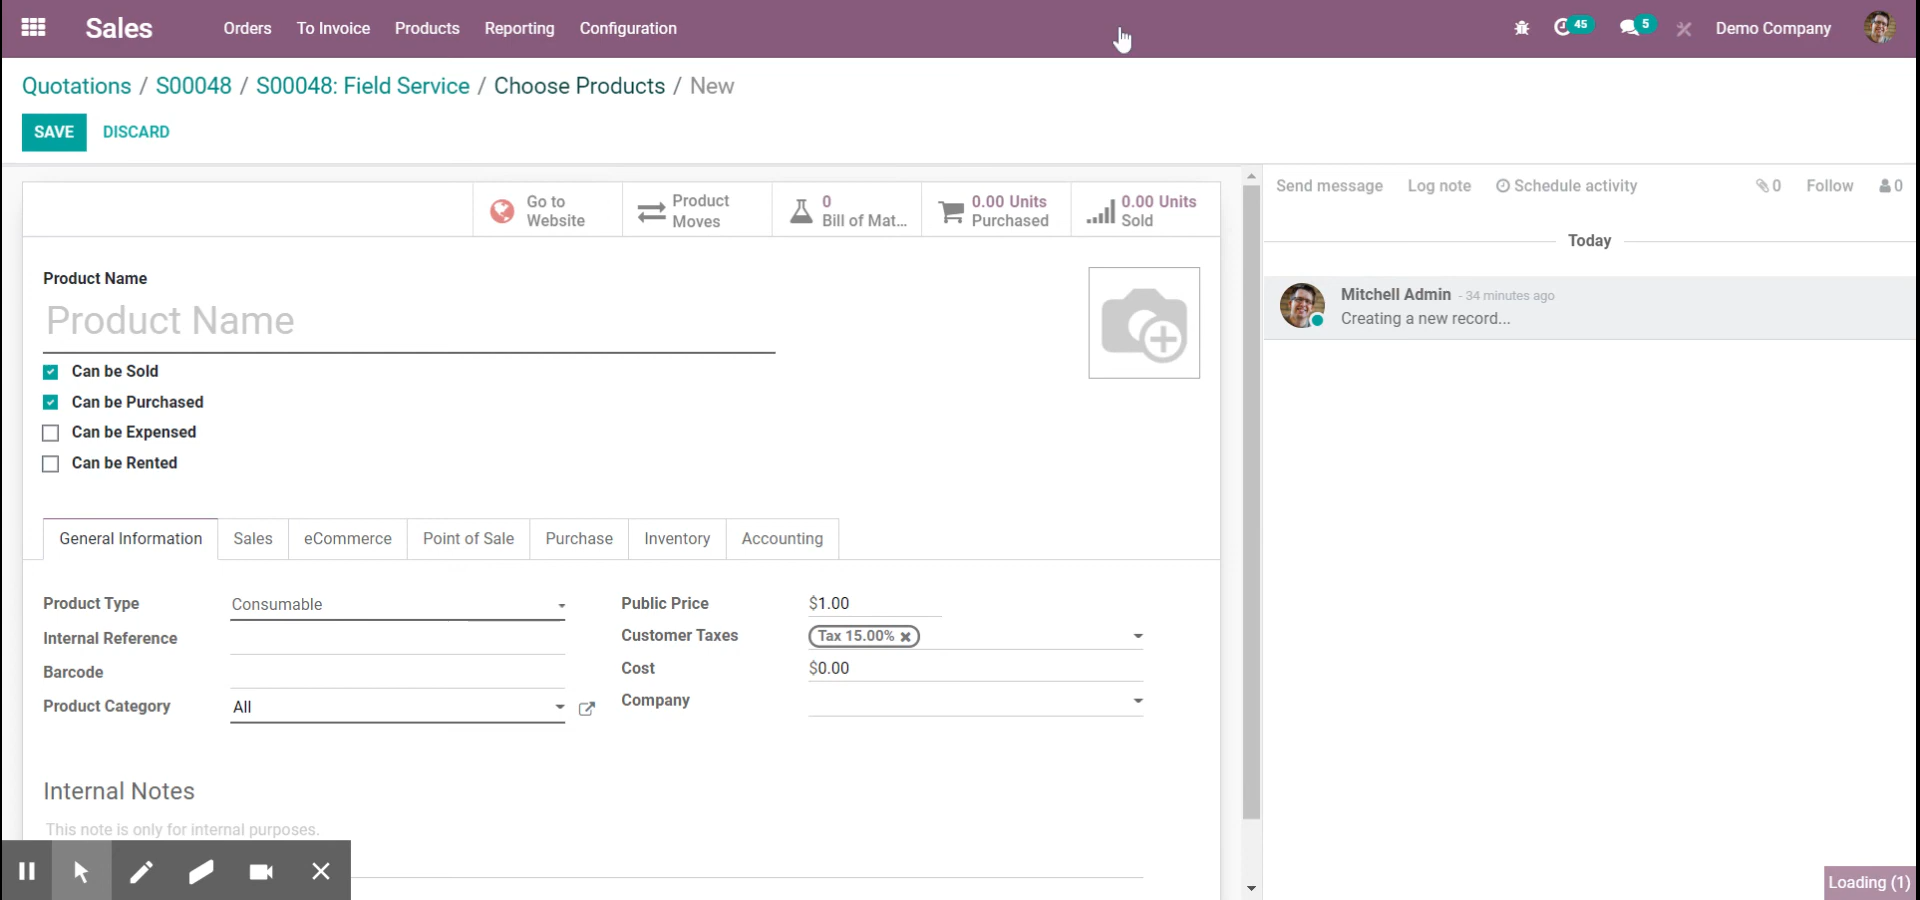 Sales Orders To Invoice Products Reporting Configuration 45 5 Demo Company
Quotations / S00048 / S00048: Field Service / Choose Products / New
SAVE DISCARD
Go to
Website
Product
Moves
0
Bill of Mat...
0.00 Units
Purchased
0.00 Units
Sold
Send message Log note Schedule activity 0 Follow 0
Today
Mitchell Admin - 34 minutes ago
Creating a new record...
Product Name
Product Name
Can be Sold
Can be Purchased
Can be Expensed
Can be Rented
General Information Sales eCommerce Point of Sale Purchase Inventory Accounting
Product Type Consumable
Internal Reference
Barcode
Product Category All
Public Price $1.00
Customer Taxes Tax 15.00%
Cost $0.00
Company
Internal Notes
This note is only for internal purposes.
Loading (1)